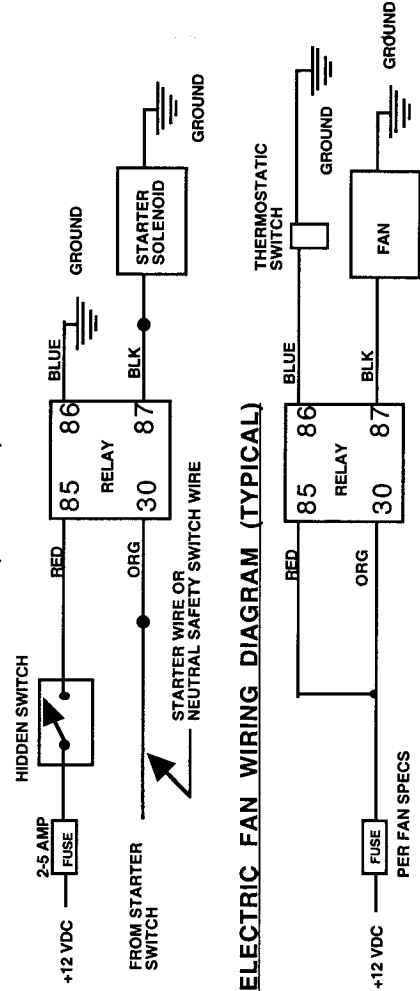 HIDDEN SWITCH
2-5 AMP
FUSE
+12 VDC
RED
85
86
BLUE
GROUND
RELAY
FROM STARTER
SWITCH
ORG
30
87
BLK
STARTER
SOLENOID
GROUND
STARTER WIRE OR
NEUTRAL SAFETY SWITCH WIRE
ELECTRIC FAN WIRING DIAGRAM (TYPICAL)
RED
85
86
BLUE
THERMOSTATIC
SWITCH
GROUND
RELAY
+12 VDC
FUSE
PER FAN SPECS
ORG
30
87
BLK
FAN
GROUND